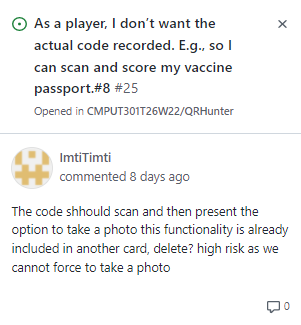 As a player, I don't want the
actual code recorded. E.g., so I
can scan and score my vaccine
passport.#8 #25
Opened in CMPUT301T26W22/QRHunter
ImtiTimti
commented 8 days ago
The code shhould scan and then present the
option to take a photo this functionality is already
included in another card, delete? high risk as we
cannot force to take a photo
0